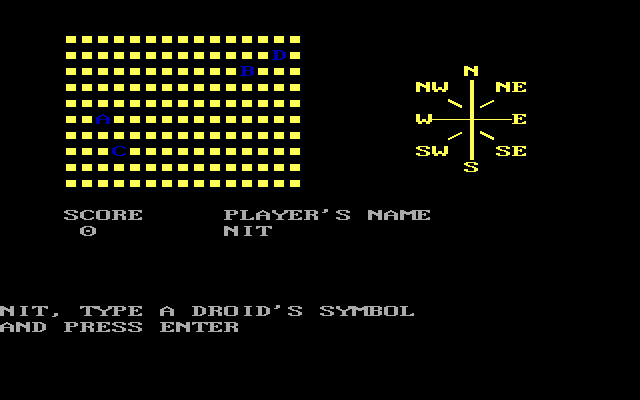 D
B
N
NW NE
A
W E
C
SW SE
S
SCORE PLAYER'S NAME
0 NIT
NIT, TYPE A DROID'S SYMBOL
AND PRESS ENTER